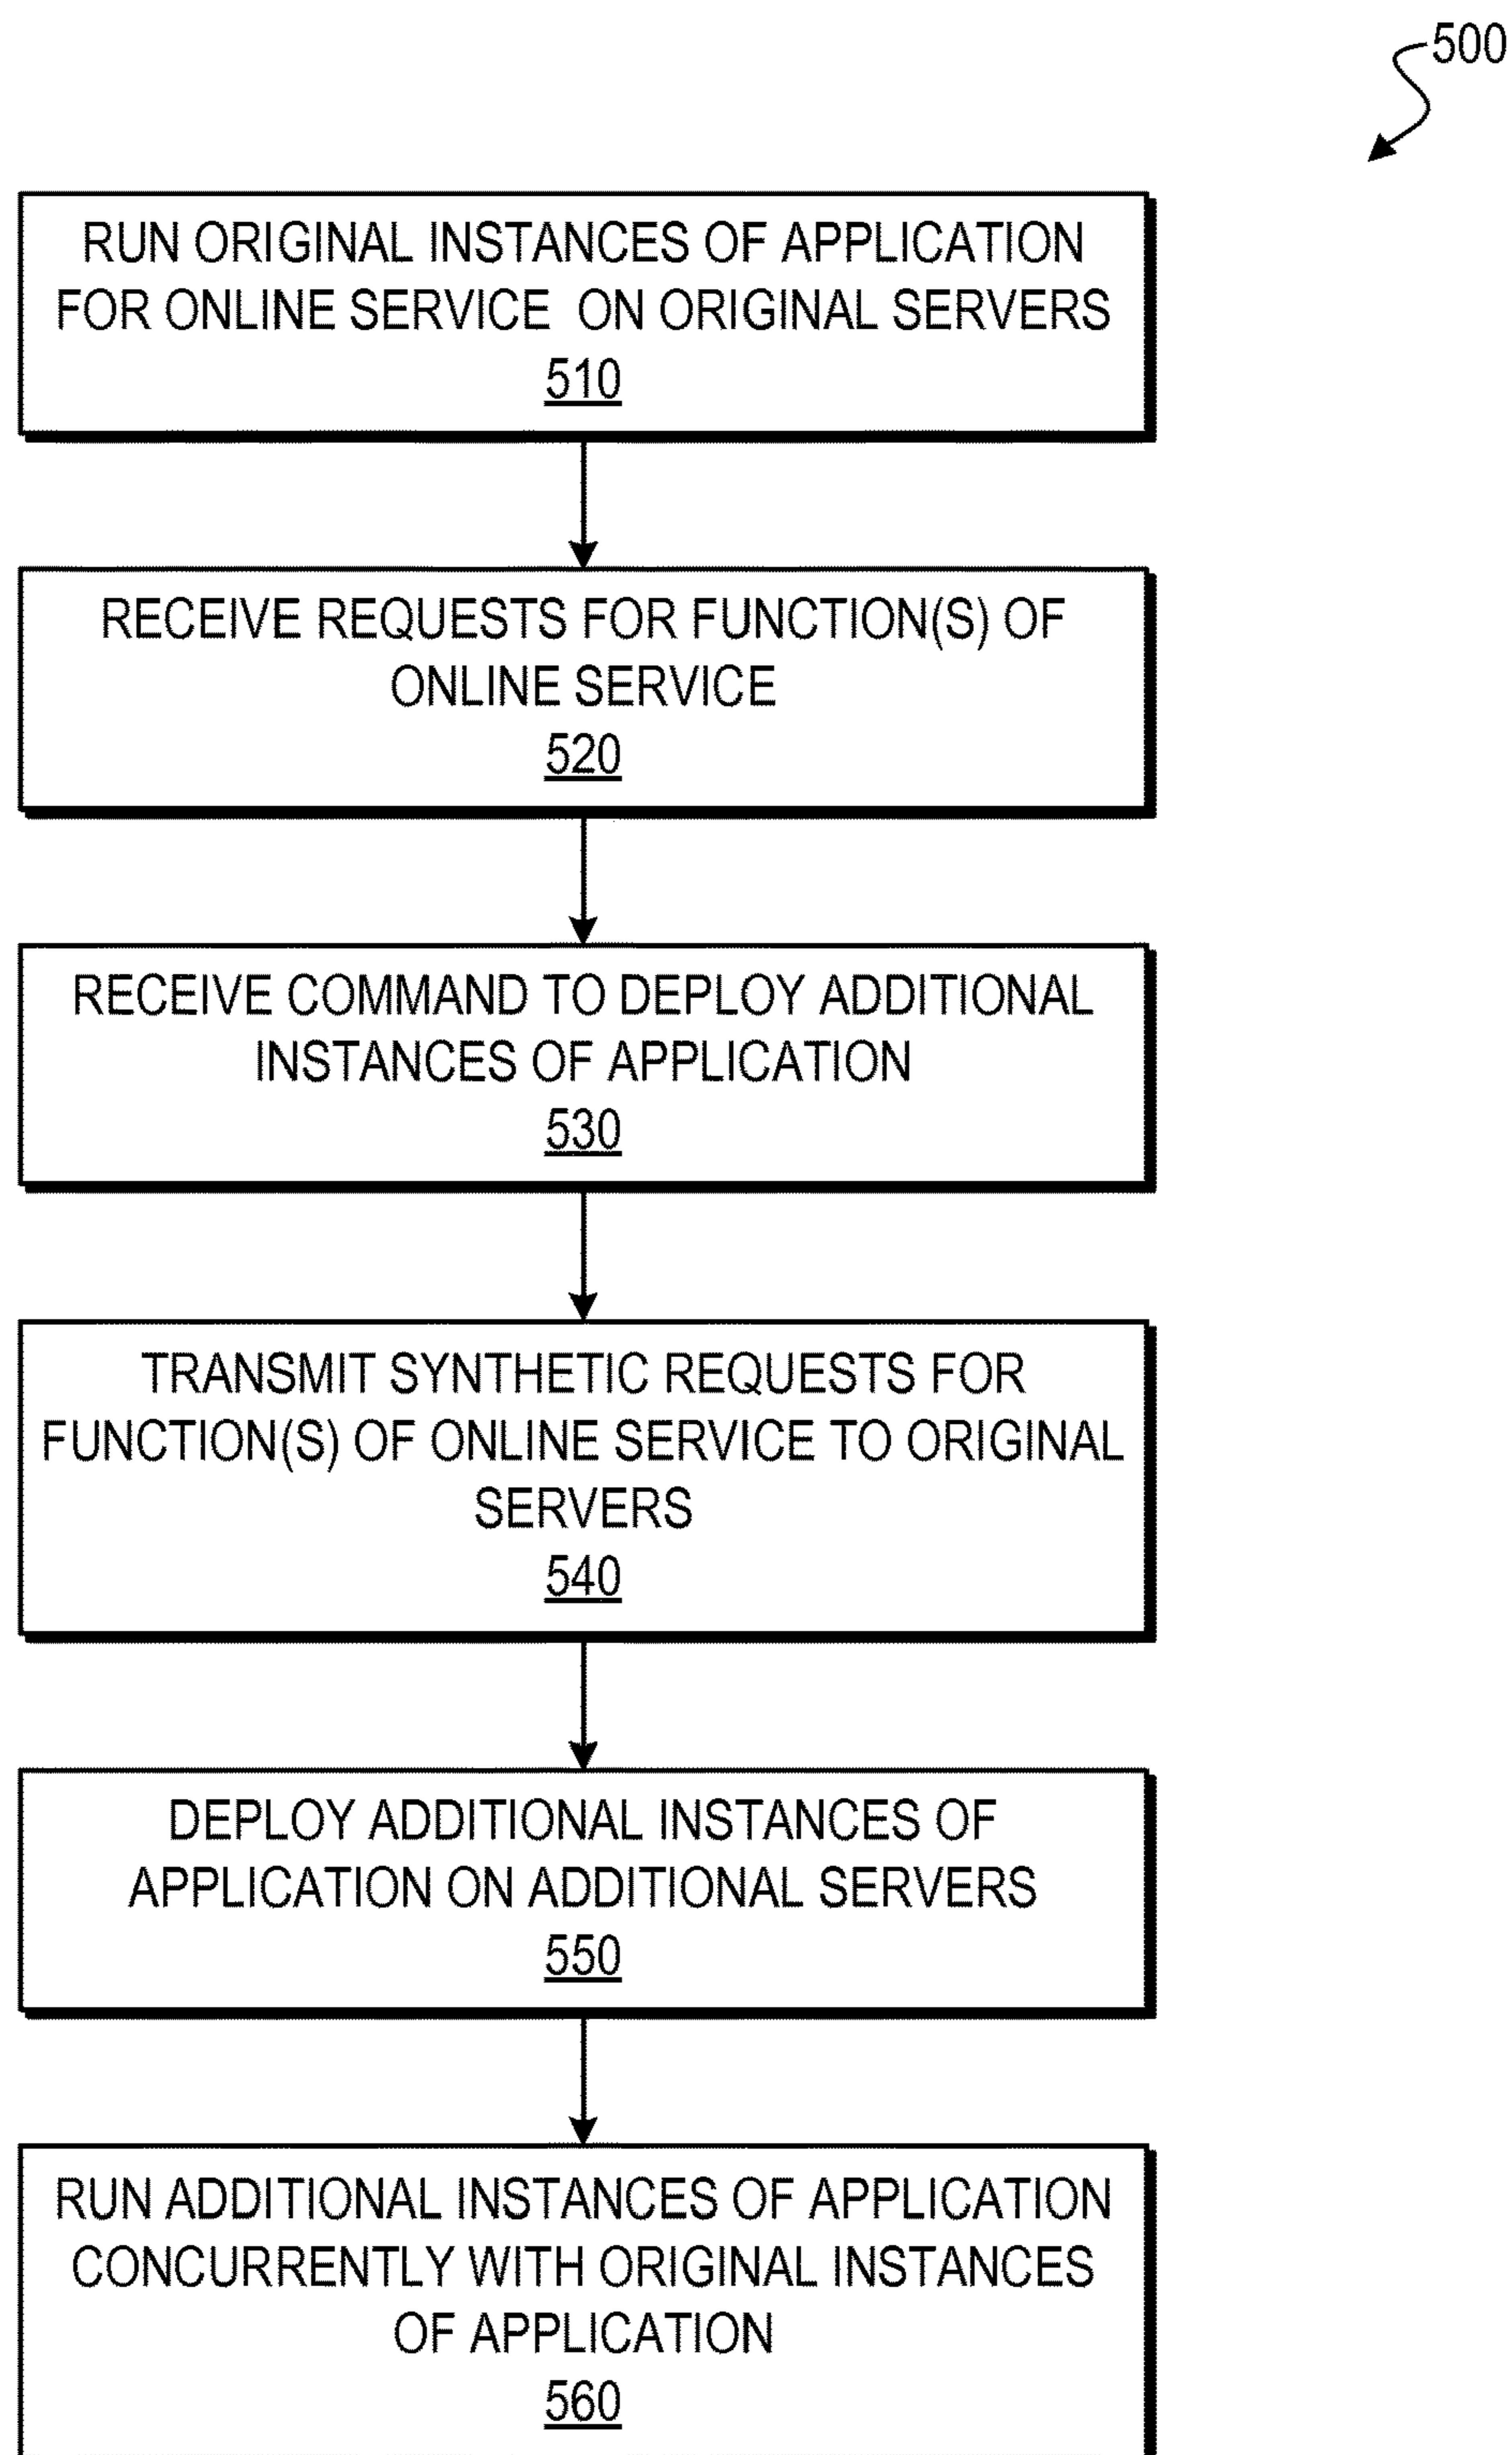 500
RUN ORIGINAL INSTANCES OF APPLICATION
FOR ONLINE SERVICE ON ORIGINAL SERVERS
510
RECEIVE REQUESTS FOR FUNCTION(S) OF
ONLINE SERVICE
520
RECEIVE COMMAND TO DEPLOY ADDITIONAL
INSTANCES OF APPLICATION
530
TRANSMIT SYNTHETIC REQUESTS FOR
FUNCTION(S) OF ONLINE SERVICE TO ORIGINAL
SERVERS
540
DEPLOY ADDITIONAL INSTANCES OF
APPLICATION ON ADDITIONAL SERVERS
550
RUN ADDITIONAL INSTANCES OF APPLICATION
CONCURRENTLY WITH ORIGINAL INSTANCES
OF APPLICATION
560